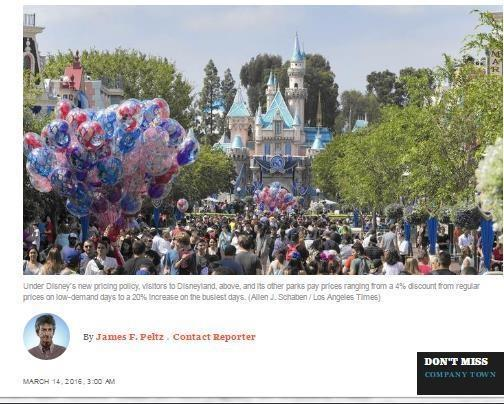 Under Disney's new pricing policy, visitors to Disneyland, above, and its other parks pay prices ranging from a 4% discount from regular
prices on low-demand days to a 20% increase on the busiest days. (Allen J. Schaben / Los Angeles Times)
By James F. Peltz . Contact Reporter
MARCH 14, 2016, 3:00 AM
DON'T MISS
COMPANY TOWN